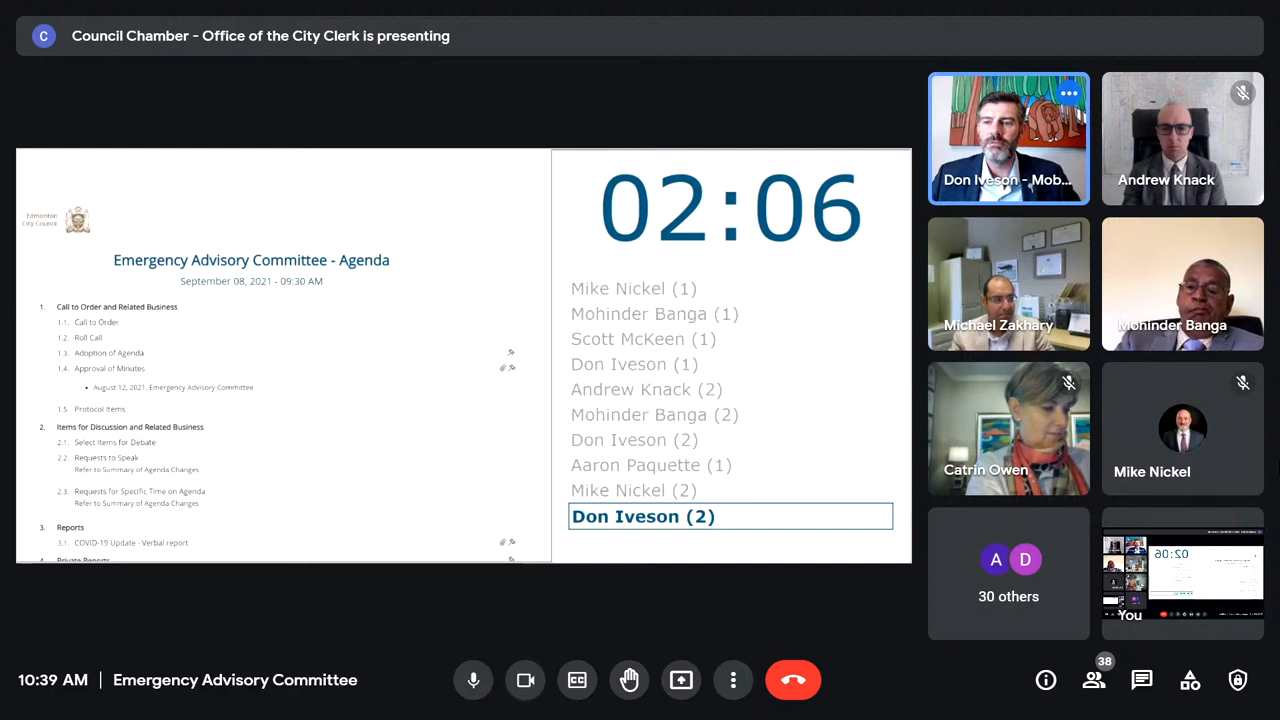 C
Council Chamber - Office of the City Clerk is presenting
Edmonton
City Council
Emergency Advisory Committee - Agenda
September 08, 2021 - 09:30 AM
1. Call to Order and Related Business
1.1. Call to Order
1.2. Roll Call
1.3. Adoption of Agenda
1.4. Approval of Minutes
• August 12, 2021, Emergency Advisory Committee
1.5. Protocol Items
2. Items for Discussion and Related Business
2.1. Select Items for Debate
2.2. Requests to Speak
Refer to Summary of Agenda Changes
2.3. Requests for Specific Time on Agenda
Refer to Summary of Agenda Changes
3. Reports
3.1. COVID-19 Update - Verbal report
4. Private Reports
02:06
Mike Nickel (1)
Mohinder Banga (1)
Scott McKeen (1)
Don Iveson (1)
Andrew Knack (2)
Mohinder Banga (2)
Don Iveson (2)
Aaron Paquette (1)
Mike Nickel (2)
Don Iveson (2)
Don Iveson - Mob...
Andrew Knack
Michael Zakhary
Mohinder Banga
Catrin Owen
Mike Nickel
A D
30 others
02:06
You
10:39 AM | Emergency Advisory Committee
CC
38